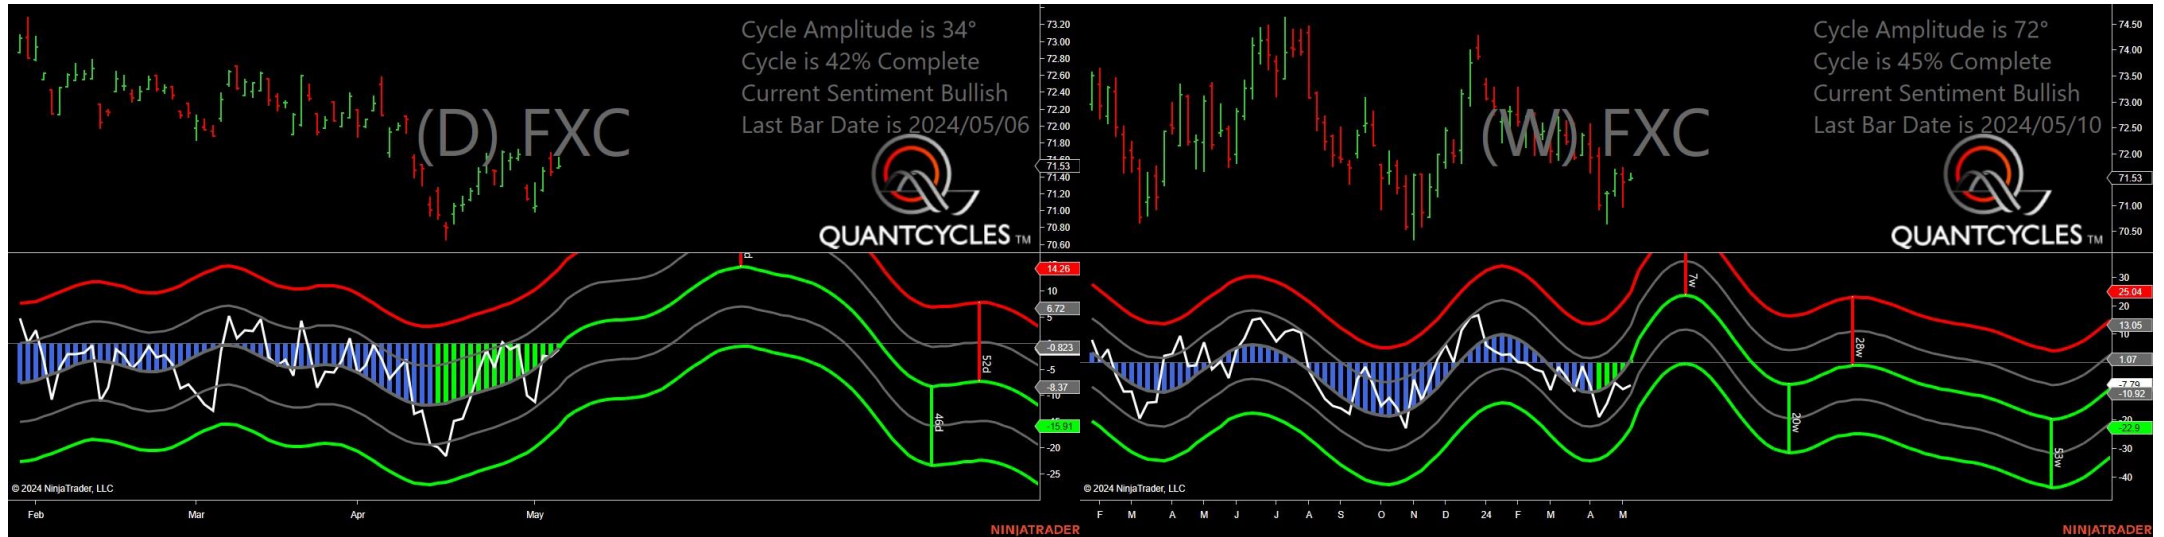 Cycle Amplitude is 34°
Cycle is 42% Complete
Current Sentiment Bullish
Last Bar Date is 2024/05/06
(D) FXC
QUANTCYCLES TM
73.20
73.00
72.80
72.60
72.40
72.20
72.00
71.80
71.53
71.40
71.20
71.00
70.80
70.60
14.26
10
6.72
5
-0.823
-5
-8.37
-10
-15.91
-20
-25
52d
46d
© 2024 NinjaTrader, LLC
Feb Mar Apr May
NINJATRADER
Cycle Amplitude is 72°
Cycle is 45% Complete
Current Sentiment Bullish
Last Bar Date is 2024/05/10
(W) FXC
QUANTCYCLES TM
74.50
74.00
73.50
73.00
72.50
72.00
71.53
71.00
70.50
30
25.04
20
13.05
10
1.07
-7.79
-10.92
-20
-22.9
-30
-40
7w
28w
20w
53w
© 2024 NinjaTrader, LLC
F M A M J J A S O N D 24 F M A M
NINJATRADER